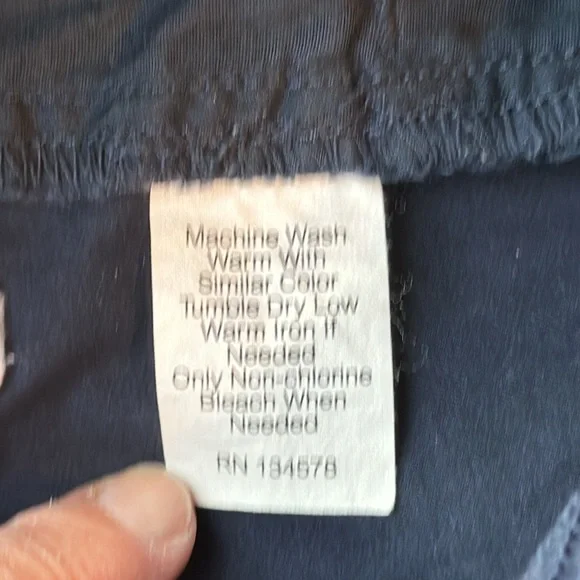 Machine Wash
Warm With
Similar Color
Tumble Dry Low
Warm Iron If
Needed
Only Non-chlorine
Bleach When
Needed
RN 134578